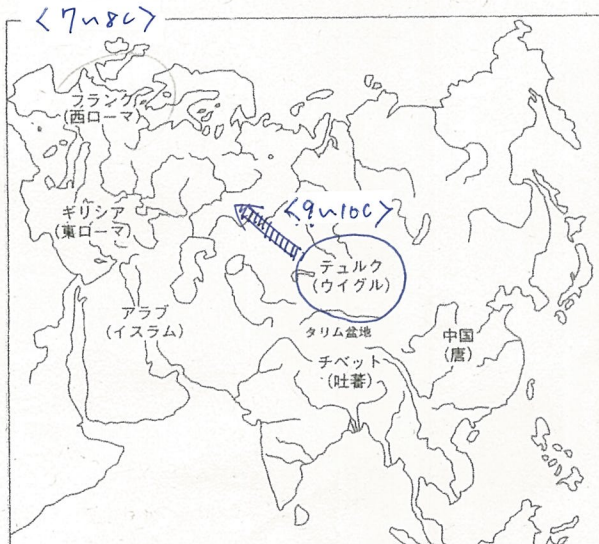 <7~8C>
フランク
(西ローマ)
ギリシア
(東ローマ)
<9~10C>
テュルク
(ウイグル)
アラブ
(イスラム)
タリム盆地
中国
(唐)
チベット
(吐蕃)